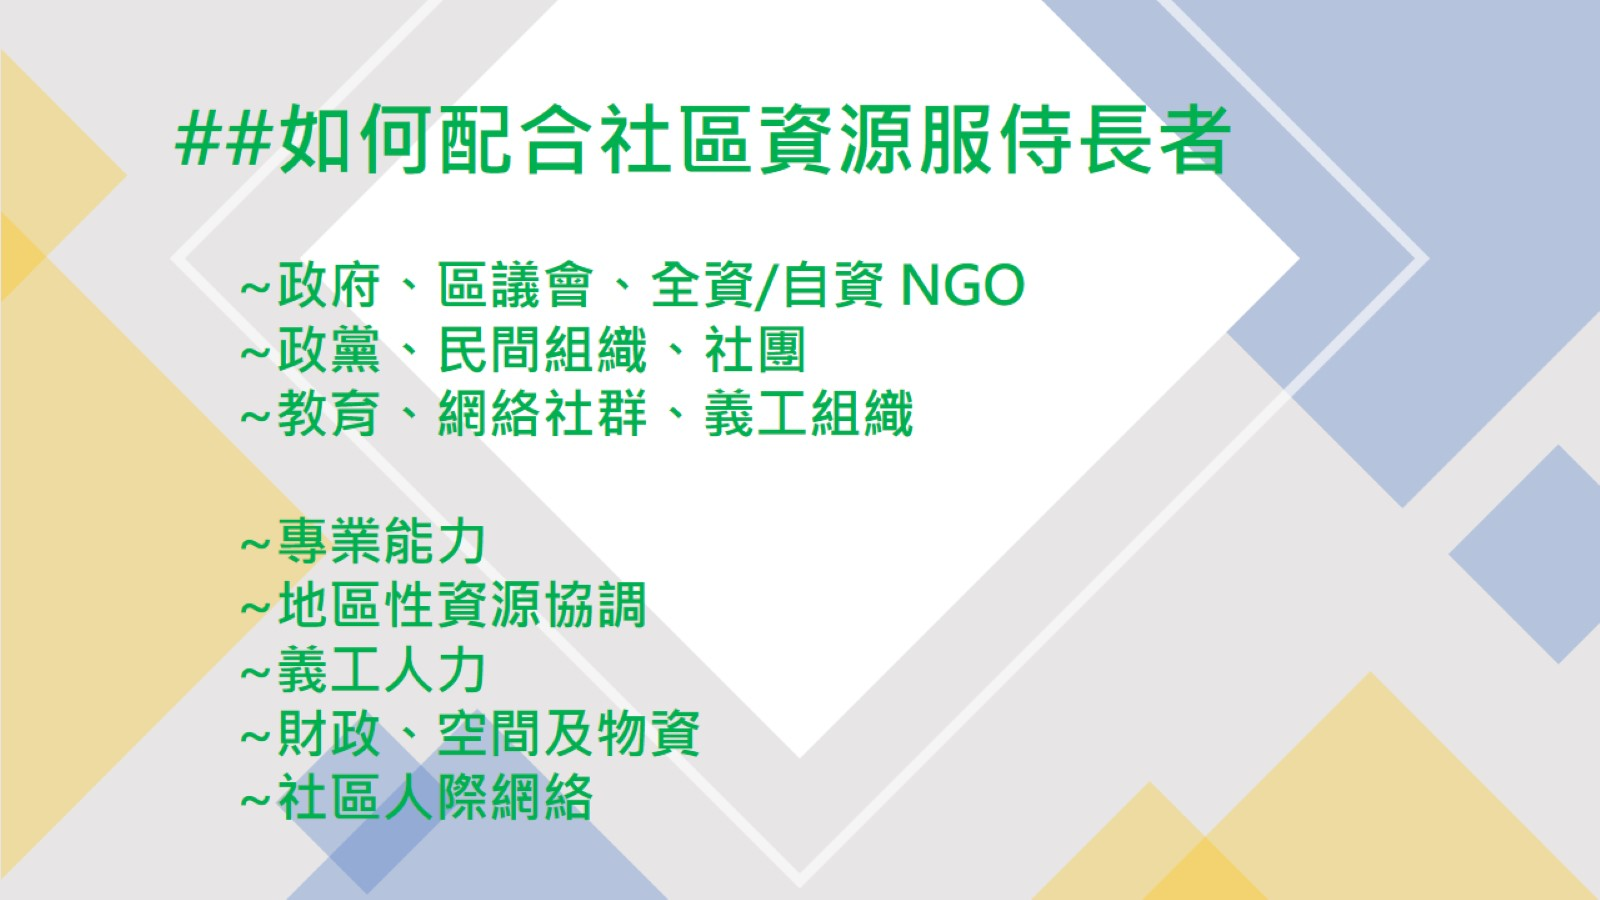 ##如何配合社區資源服侍長者
~政府、區議會、全資/自資 NGO
~政黨、民間組織、社團
~教育、網絡社群、義工組織
~專業能力
~地區性資源協調
~義工人力
~財政、空間及物資
~社區人際網絡